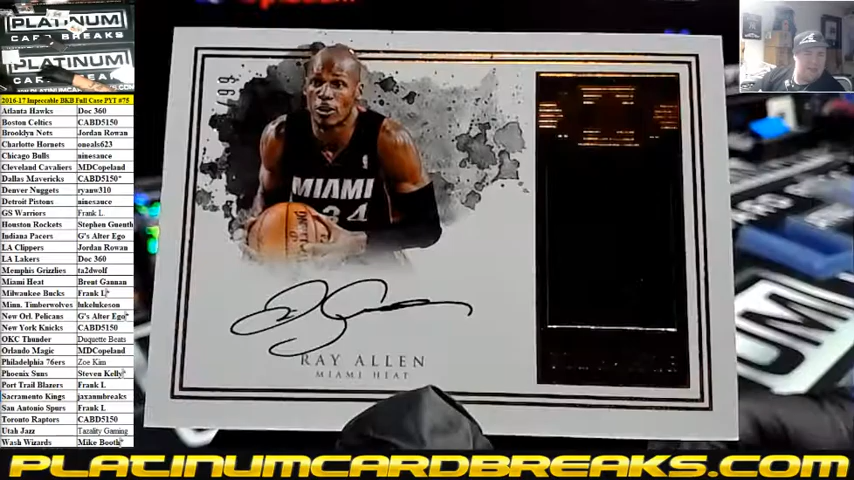 PLATINUM
CARD BREAKS
PLATINUM
CARD BREAKS
2016-17 Impeccable BKB Full Case PYT #75
Atlanta Hawks Doc 360
Boston Celtics CABD5150
Brooklyn Nets Jordan Rowan
Charlotte Hornets oneals623
Chicago Bulls ninesauce
Cleveland Cavaliers MDCopeland
Dallas Mavericks CABD5150*
Denver Nuggets ryanw310
Detroit Pistons ninesauce
GS Warriors Frank L
Houston Rockets Stephen Gneuth
Indiana Pacers G's Alter Ego
LA Clippers Jordan Rowan
LA Lakers Doc 360
Memphis Grizzlies ta2dwolf
Miami Heat Brent Gannan
Milwaukee Bucks Frank L*
Minn. Timberwolves lukelukeson
New Orl. Pelicans G's Alter Ego*
New York Knicks CABD5150
OKC Thunder Duquette Beats
Orlando Magic MDCopeland
Philadelphia 76ers Zoe Kim
Phoenix Suns Steven Kelly*
Port Trail Blazers Frank L
Sacramento Kings jaxanmbreaks
San Antonio Spurs Frank L
Toronto Raptors CABD5150
Utah Jazz Tazality Gaming
Wash Wizards Mike Booth*
/99
MIAMI
34
RAY ALLEN
MIAMI HEAT
PLATINUMCARDBREAKS.COM